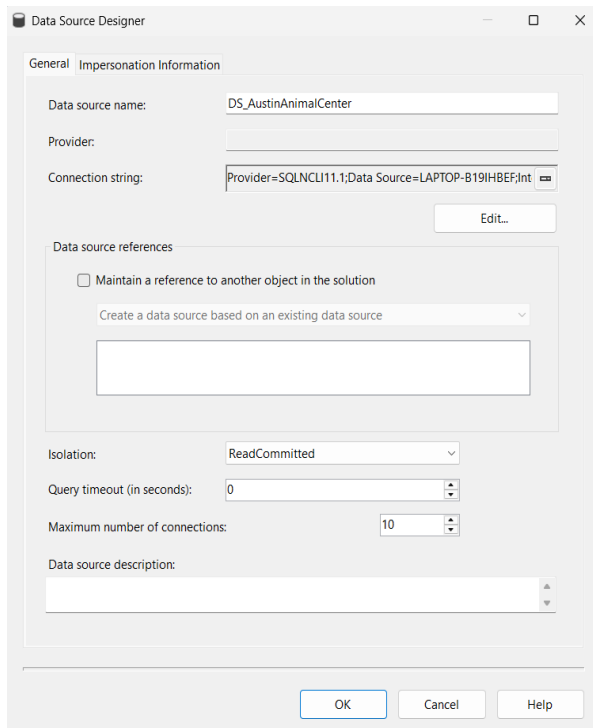 Data Source Designer
General Impersonation Information
Data source name: DS_AustinAnimalCenter
Provider:
Connection string: Provider=SQLNCLI11.1;Data Source=LAPTOP-B19IHBEF;Int
Edit...
Data source references
Maintain a reference to another object in the solution
Create a data source based on an existing data source
Isolation: ReadCommitted
Query timeout (in seconds): 0
Maximum number of connections: 10
Data source description:
OK Cancel Help